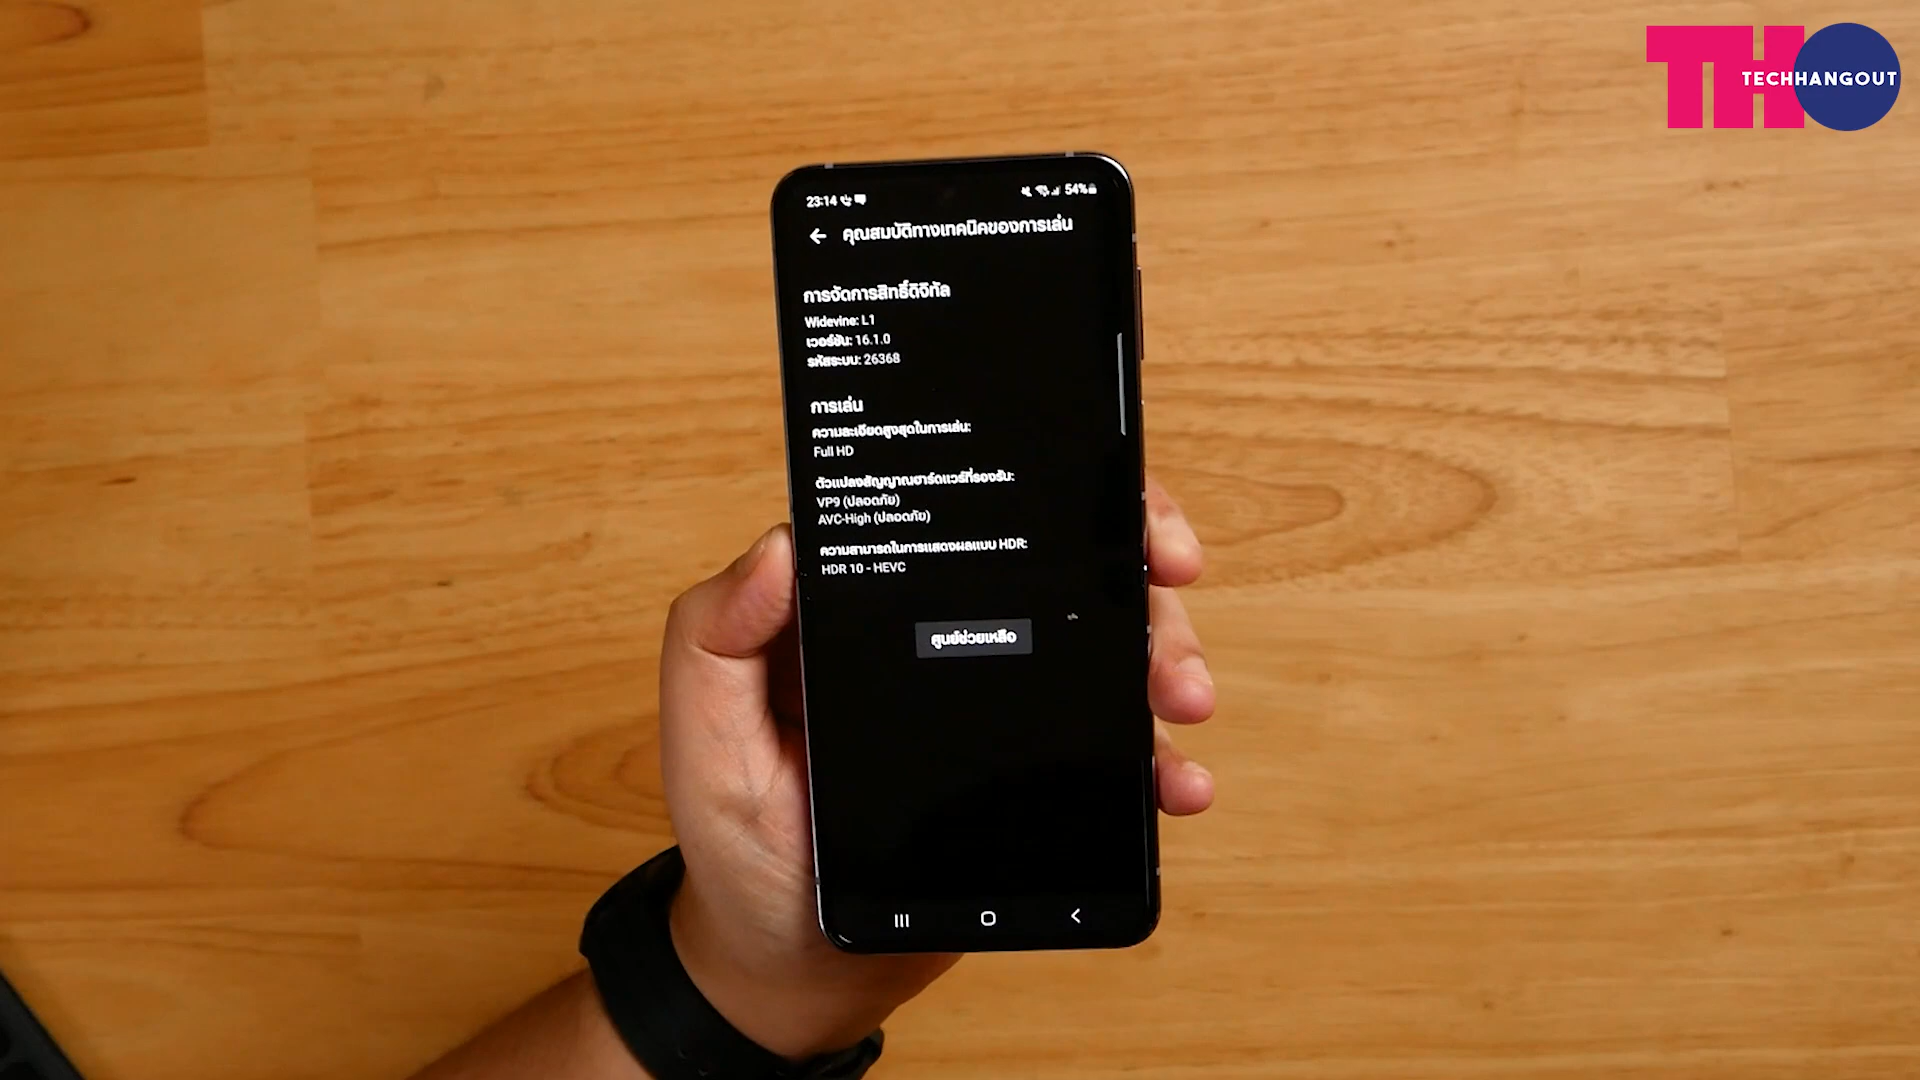 TH
TECHHANGOUT
23:14 54%
คุณสมบัติทางเทคนิคของการเล่น
การจัดการสิทธิ์ดิจิทัล
Widevine: L1
เวอร์ชัน: 16.1.0
รหัสระบบ: 26368
การเล่น
ความละเอียดสูงสุดในการเล่น:
Full HD
ตัวแปลงสัญญาณฮาร์ดแวร์ที่รองรับ:
VP9 (ปลอดภัย)
AVC-High (ปลอดภัย)
ความสามารถในการแสดงผลแบบ HDR:
HDR 10 - HEVC
ศูนย์ช่วยเหลือ